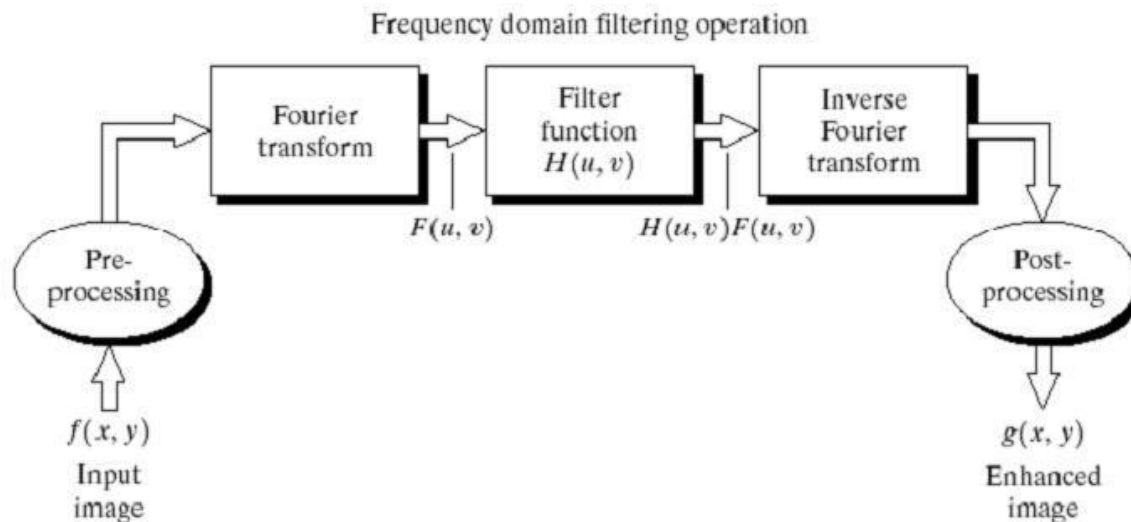 Frequency domain filtering operation
Fourier
transform
Filter
function
H(u, v)
Inverse
Fourier
transform
F(u, v)
H(u, v)F(u, v)
Pre-
processing
Post-
processing
f(x, y)
Input
image
g(x, y)
Enhanced
image